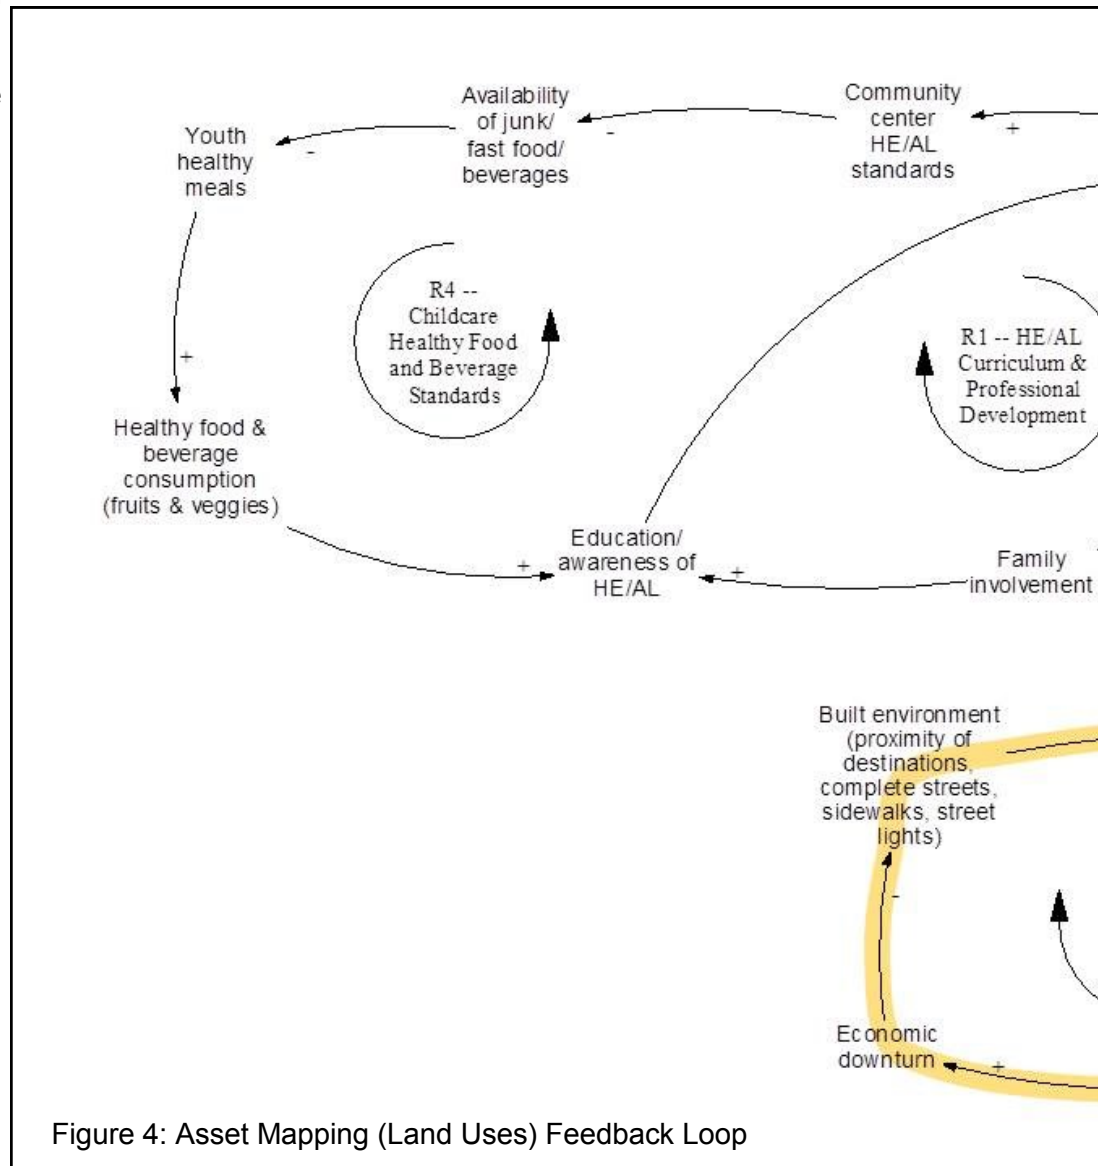 Availability
of junk/
fast food/
beverages
-
Community
center
HE/AL
standards
-
+
Youth
healthy
meals
+
R4 --
Childcare
Healthy Food
and Beverage
Standards
R1 -- HE/AL
Curriculum &
Professional
Development
Healthy food &
beverage
consumption
(fruits & veggies)
+
Education/
awareness of
HE/AL
+
Family
involvement
Built environment
(proximity of
destinations,
complete streets,
sidewalks, street
lights)
-
Economic
downturn
+
Figure 4: Asset Mapping (Land Uses) Feedback Loop